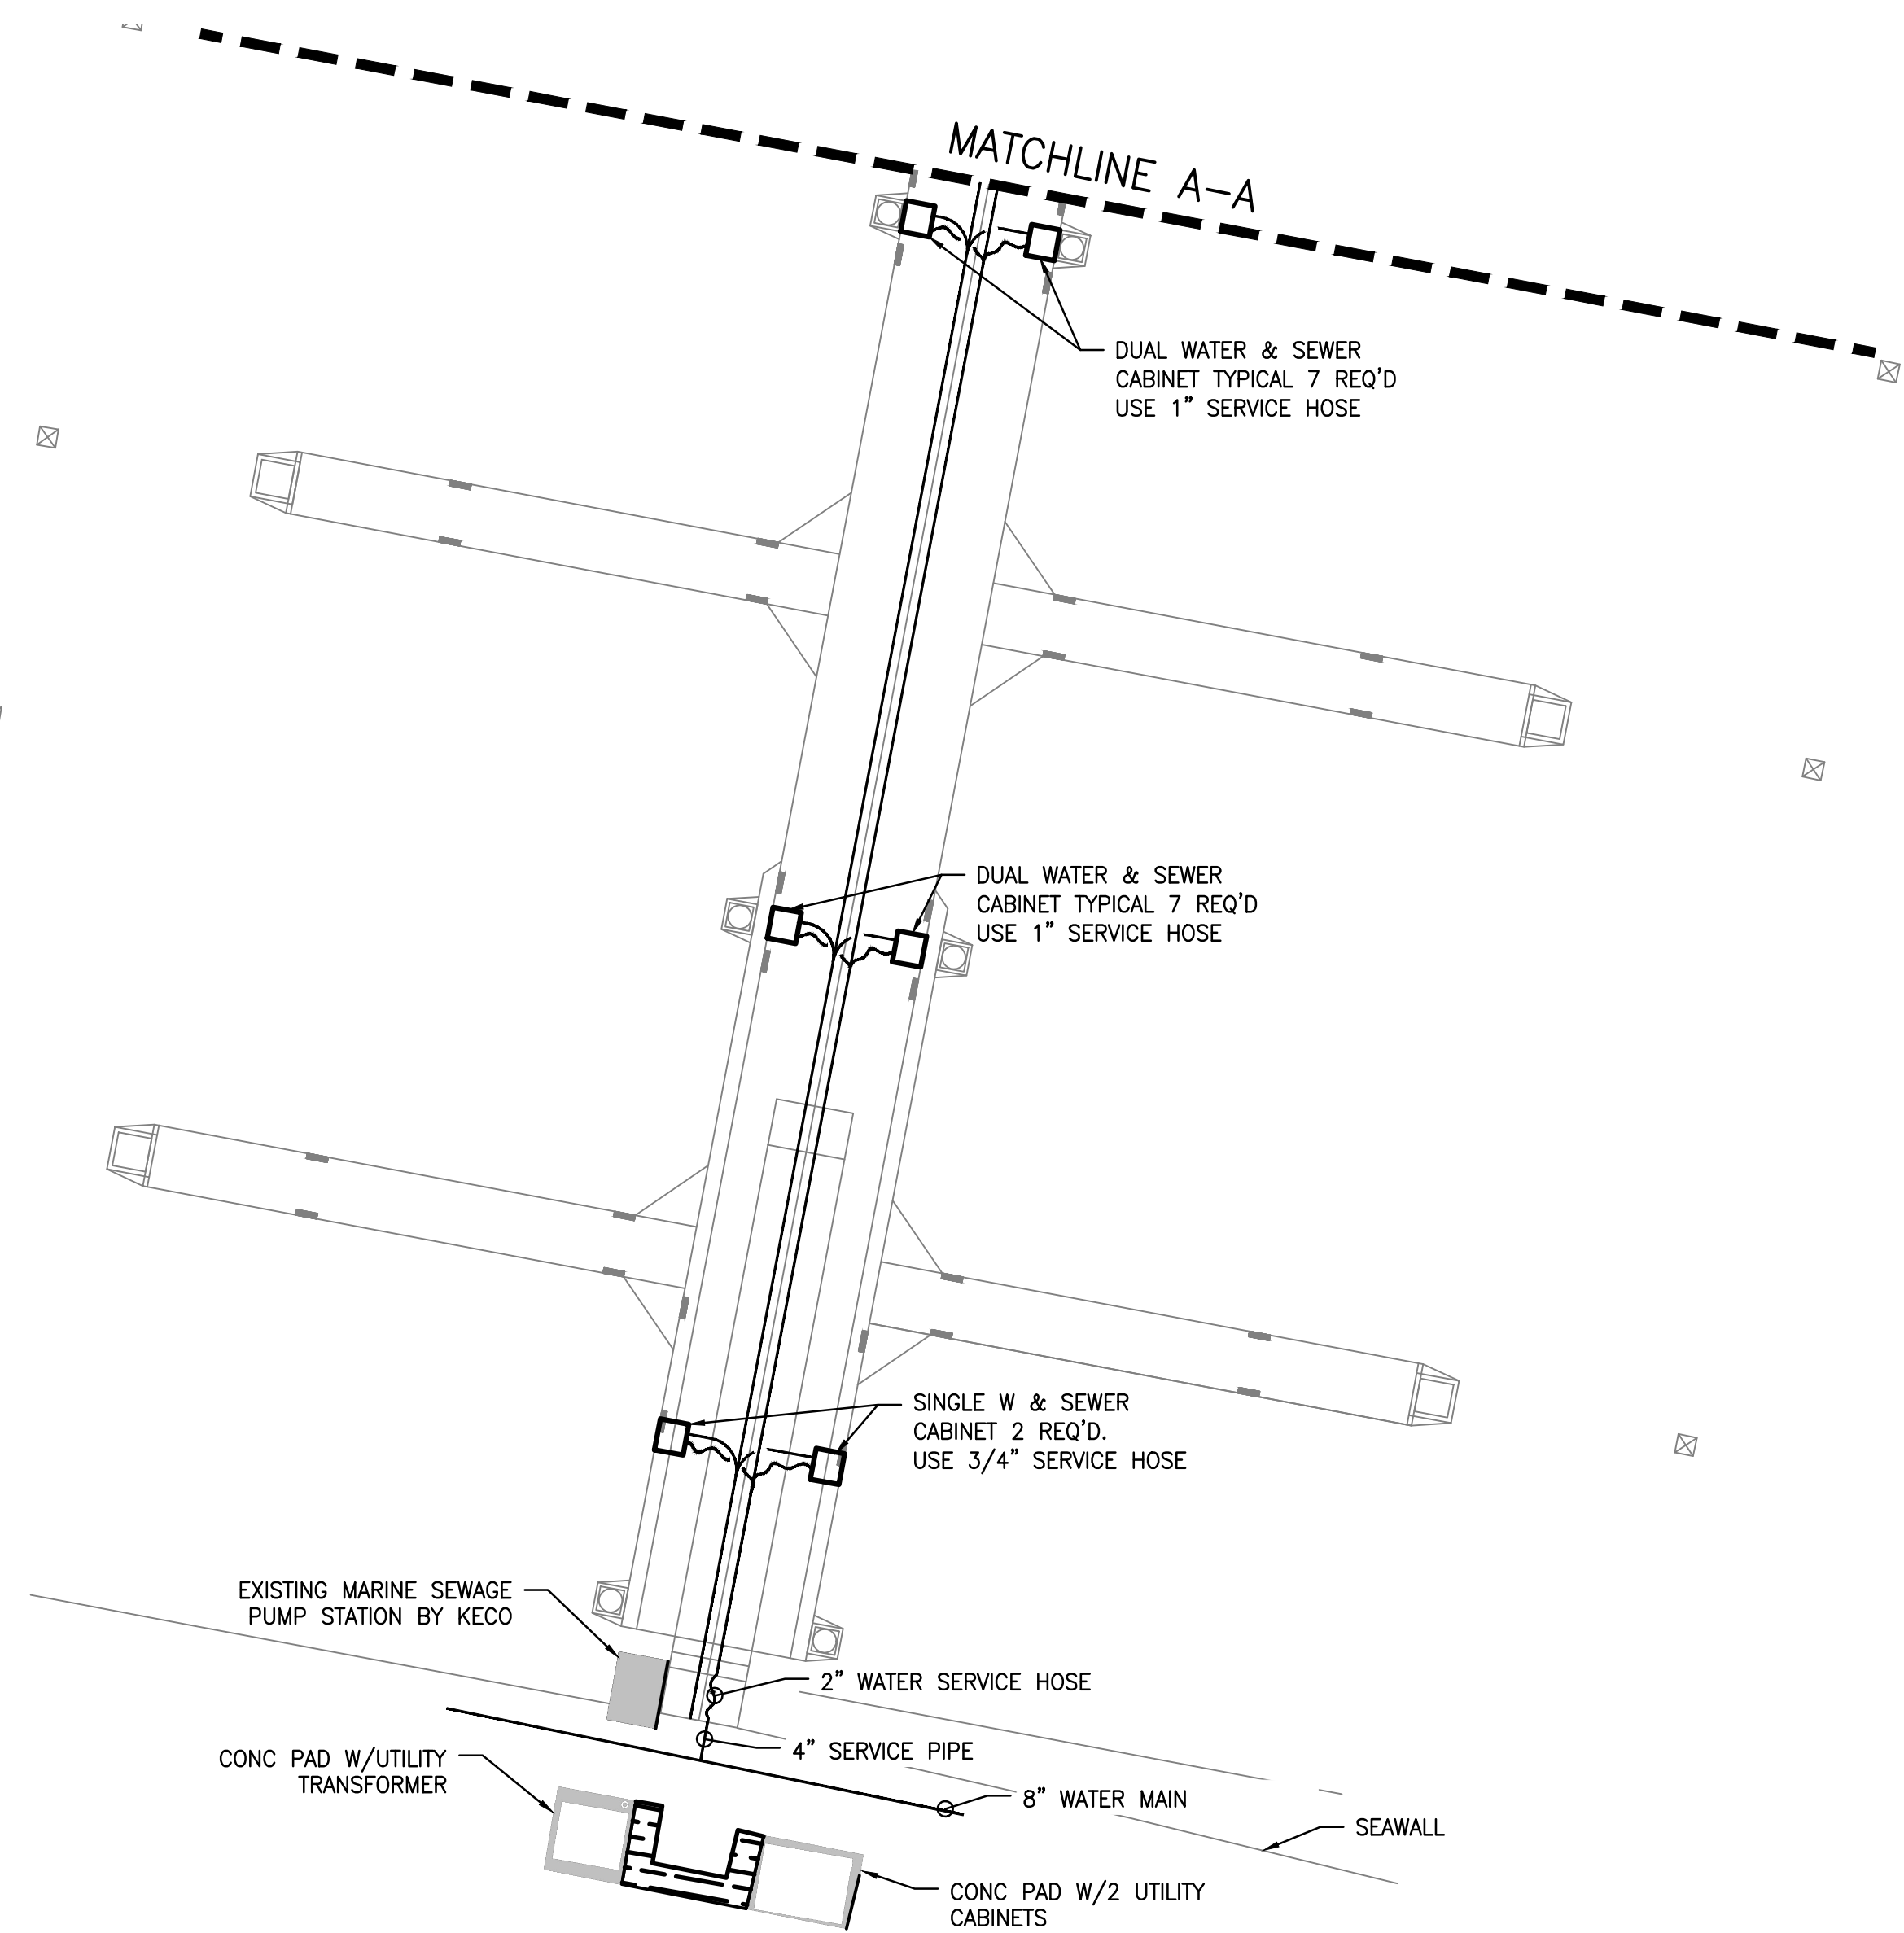 MATCHLINE A-A
DUAL WATER & SEWER
CABINET TYPICAL 7 REQ'D
USE 1" SERVICE HOSE
DUAL WATER & SEWER
CABINET TYPICAL 7 REQ'D
USE 1" SERVICE HOSE
SINGLE W & SEWER
CABINET 2 REQ'D.
USE 3/4" SERVICE HOSE
EXISTING MARINE SEWAGE
PUMP STATION BY KECO
2" WATER SERVICE HOSE
4" SERVICE PIPE
CONC PAD W/UTILITY
TRANSFORMER
8" WATER MAIN
SEAWALL
CONC PAD W/2 UTILITY
CABINETS